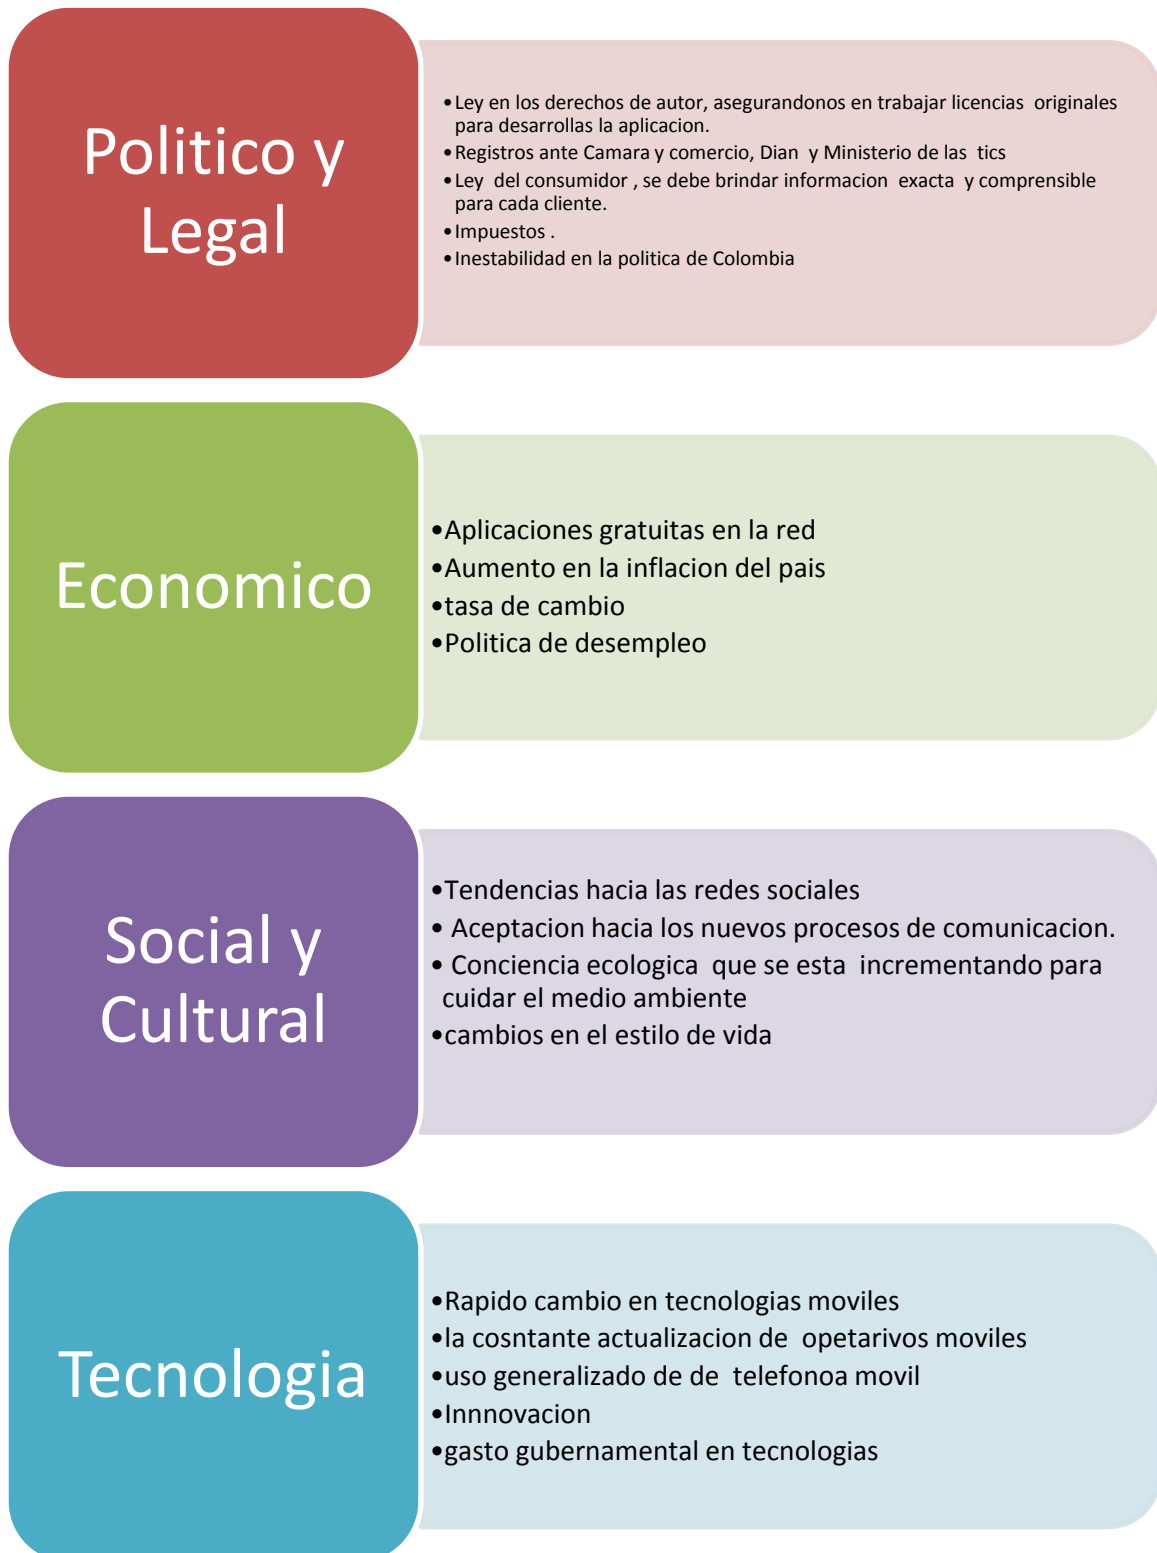 Politico y
Legal
•Ley en los derechos de autor, asegurandonos en trabajar licencias originales
para desarrollas la aplicacion.
•Registros ante Camara y comercio, Dian y Ministerio de las tics
•Ley del consumidor , se debe brindar informacion exacta y comprensible
para cada cliente.
•Impuestos .
•Inestabilidad en la politica de Colombia
Economico
•Aplicaciones gratuitas en la red
•Aumento en la inflacion del pais
•tasa de cambio
•Politica de desempleo
Social y
Cultural
•Tendencias hacia las redes sociales
• Aceptacion hacia los nuevos procesos de comunicacion.
• Conciencia ecologica que se esta incrementando para
cuidar el medio ambiente
•cambios en el estilo de vida
Tecnologia
•Rapido cambio en tecnologias moviles
•la cosntante actualizacion de opetarivos moviles
•uso generalizado de de telefonoa movil
•Innnovacion
•gasto gubernamental en tecnologias